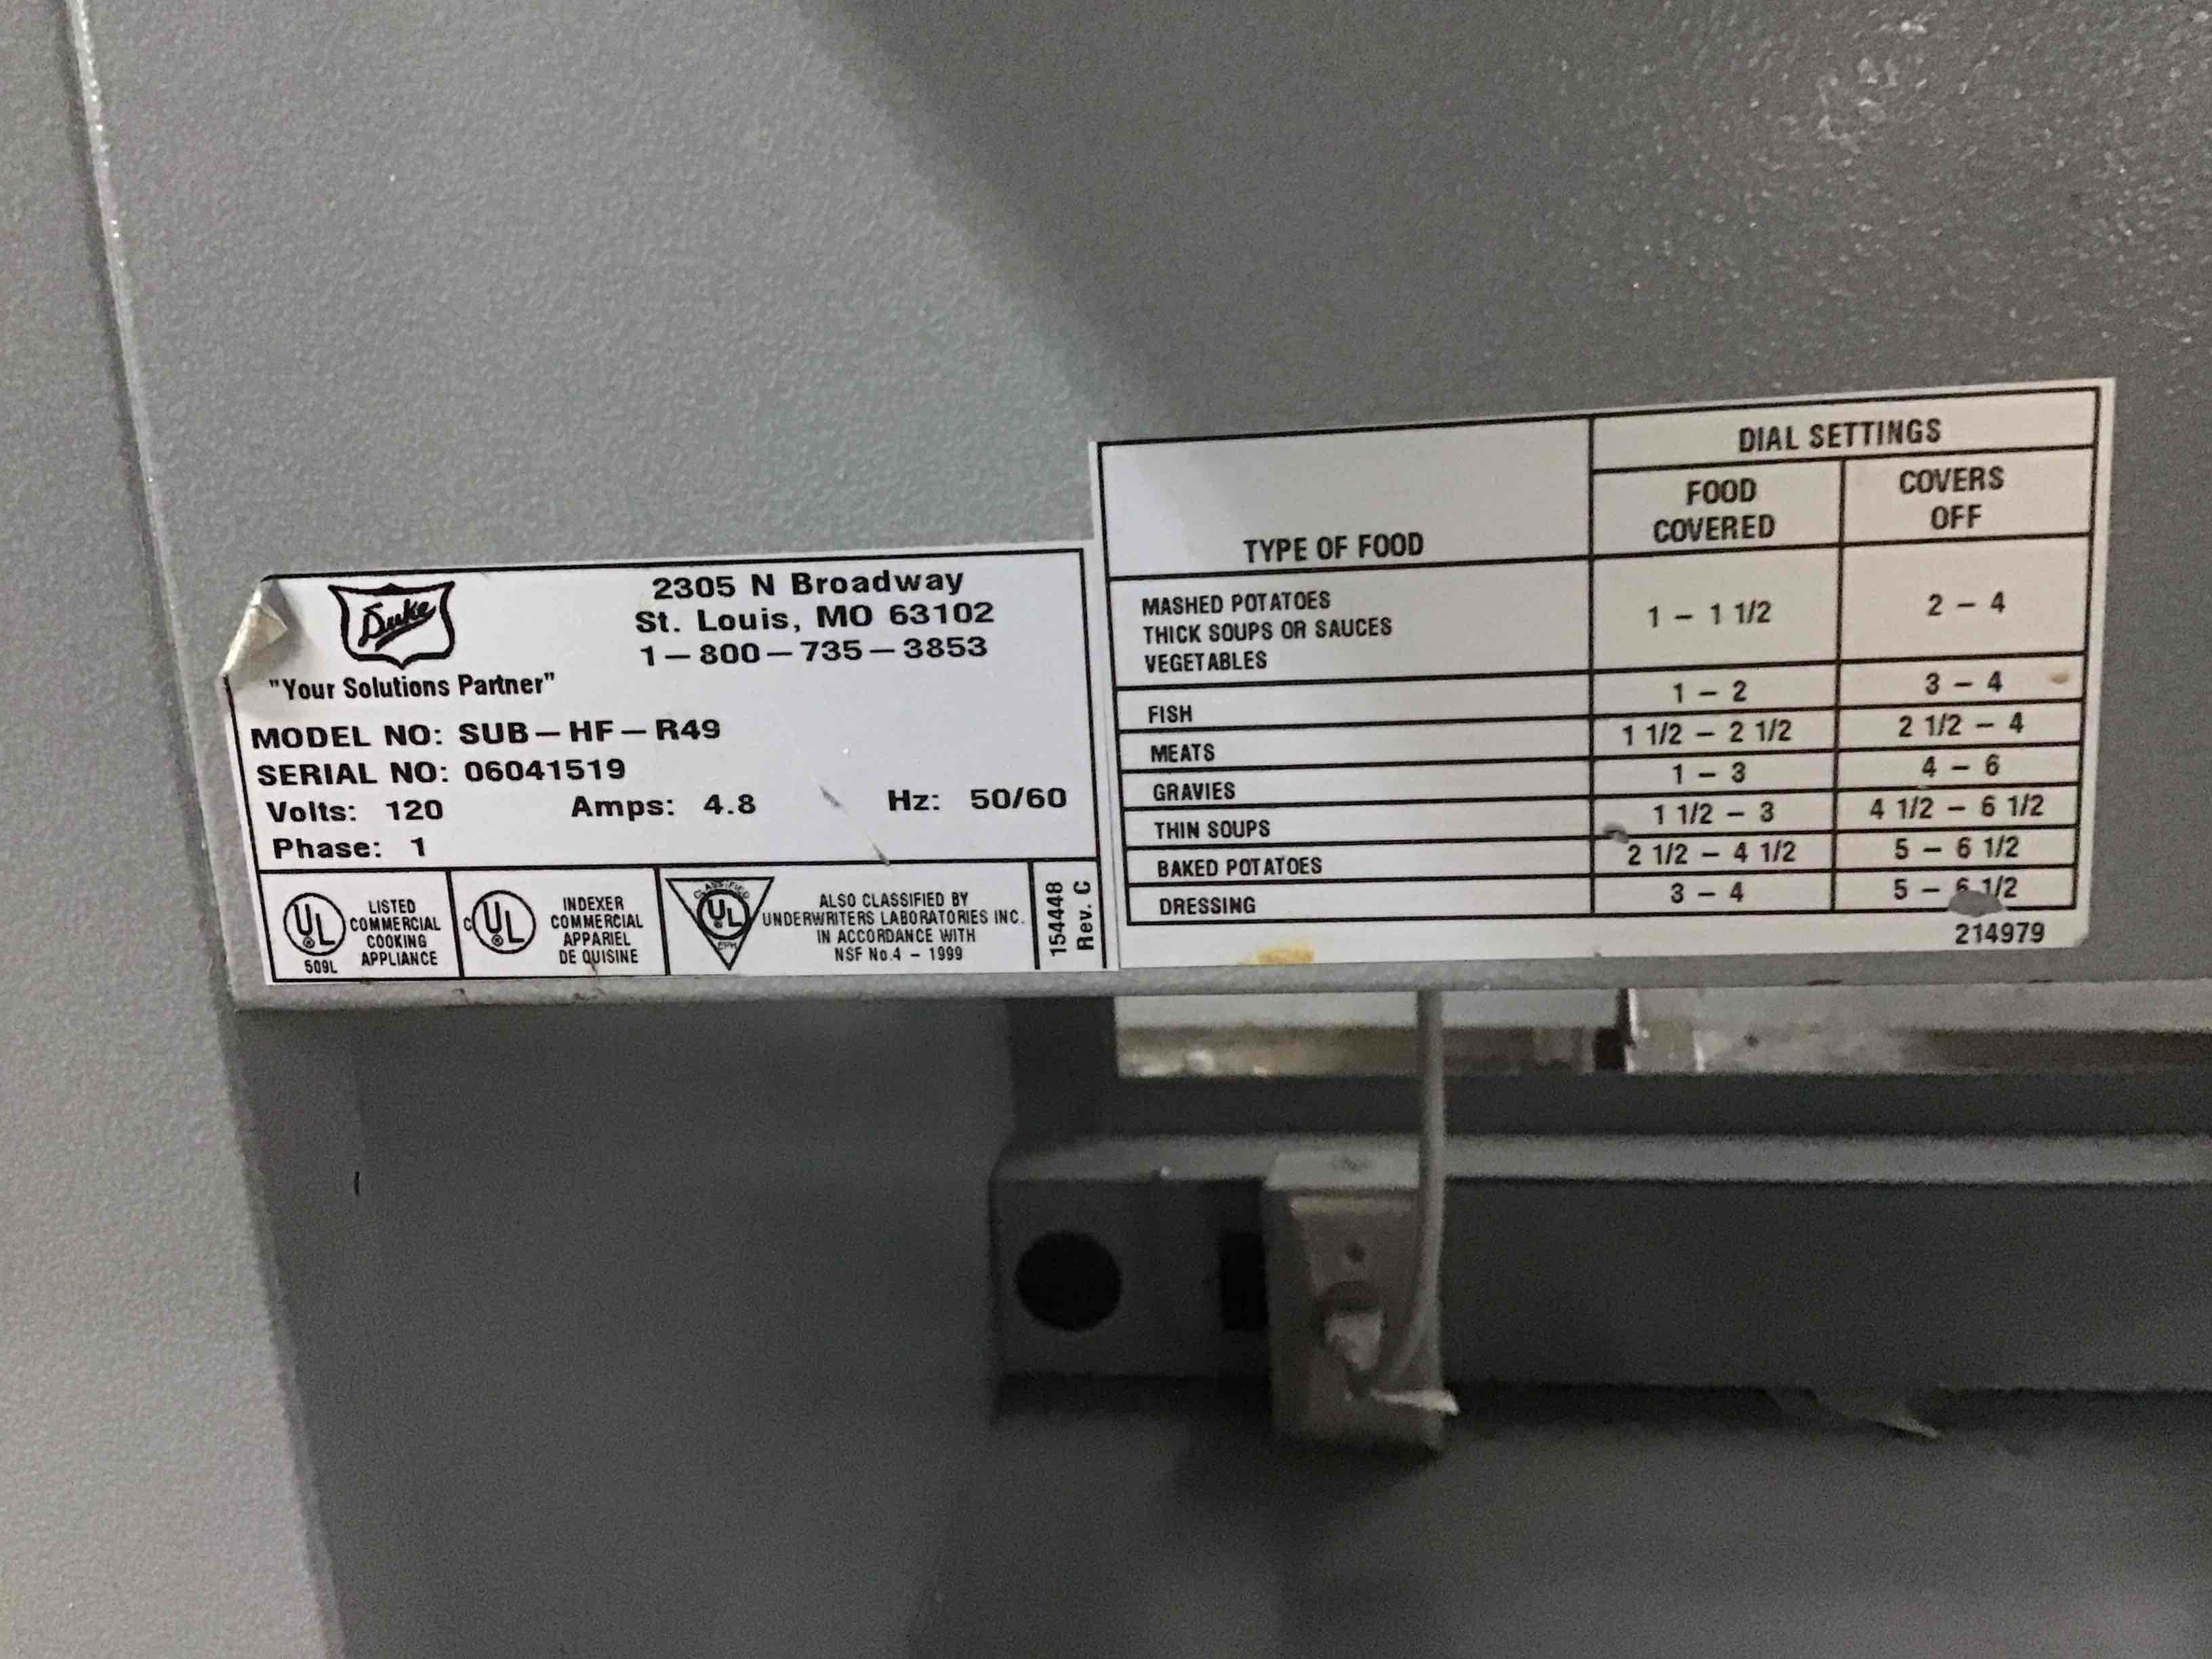 Duke
"Your Solutions Partner"
2305 N Broadway
St. Louis, MO 63102
1-800-735-3853
MODEL NO: SUB-HF-R49
SERIAL NO: 06041519
Volts: 120 Amps: 4.8 Hz: 50/60
Phase: 1
UL
509L
LISTED
COMMERCIAL
COOKING
APPLIANCE
C UL
INDEXER
COMMERCIAL
APPARIEL
DE QUISINE
CLASSIFIED
UL
EPH
ALSO CLASSIFIED BY
UNDERWRITERS LABORATORIES INC.
IN ACCORDANCE WITH
NSF No.4 - 1999
154448
Rev. C
TYPE OF FOOD
DIAL SETTINGS
FOOD
COVERED
COVERS
OFF
MASHED POTATOES
THICK SOUPS OR SAUCES
VEGETABLES
1 - 1 1/2 2 - 4
FISH 1 - 2 3 - 4
MEATS 1 1/2 - 2 1/2 2 1/2 - 4
GRAVIES 1 - 3 4 - 6
THIN SOUPS 1 1/2 - 3 4 1/2 - 6 1/2
BAKED POTATOES 2 1/2 - 4 1/2 5 - 6 1/2
DRESSING 3 - 4 5 - 6 1/2
214979